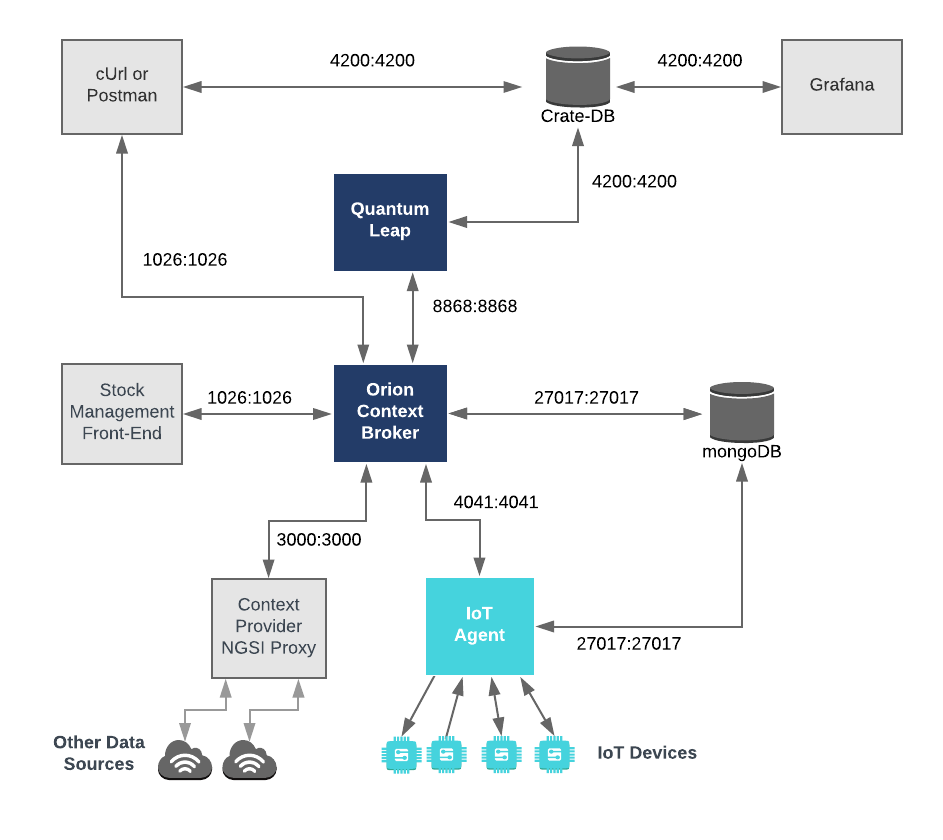 cUrl or
Postman
4200:4200
Crate-DB
4200:4200
Grafana
4200:4200
Quantum
Leap
1026:1026
8868:8868
Stock
Management
Front-End
1026:1026
Orion
Context
Broker
27017:27017
mongoDB
4041:4041
3000:3000
Context
Provider
NGSI Proxy
IoT
Agent
27017:27017
Other Data
Sources
IoT Devices